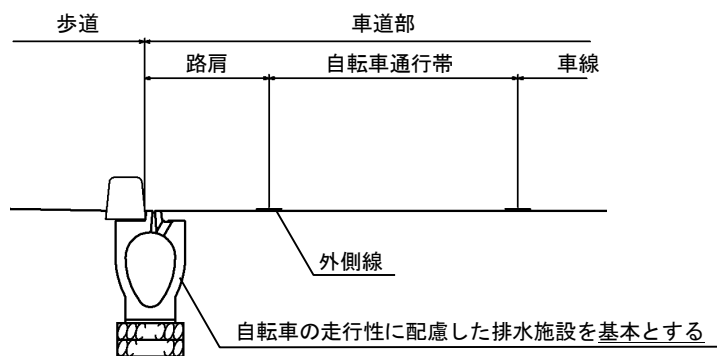 歩道 車道部
路肩 自転車通行帯 車線
外側線
自転車の走行性に配慮した排水施設を基本とする